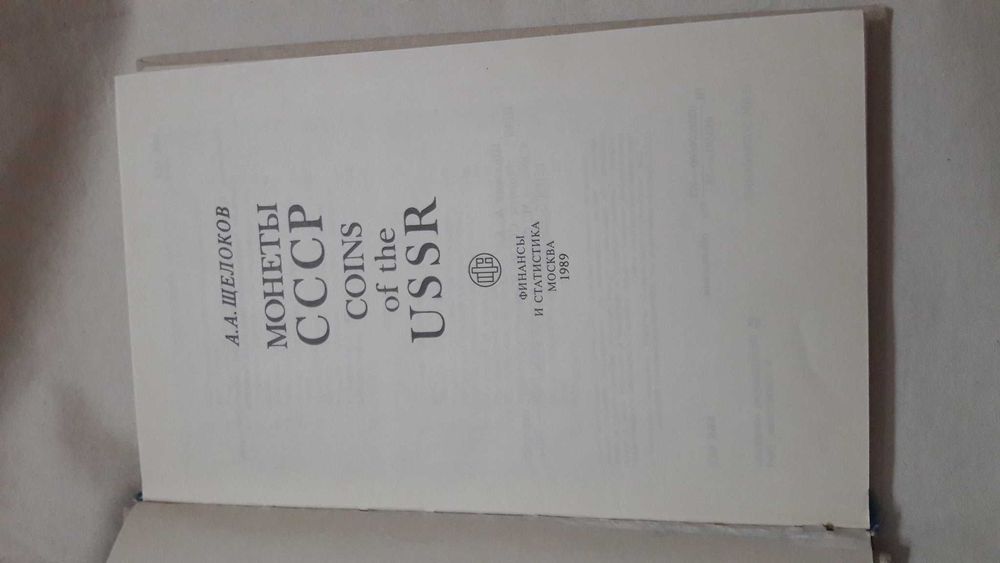 А.А.ЩЕЛОКОВ
МОНЕТЫ
СССР
COINS
of the
USSR
ФИНАНСЫ
И СТАТИСТИКА
МОСКВА
1989